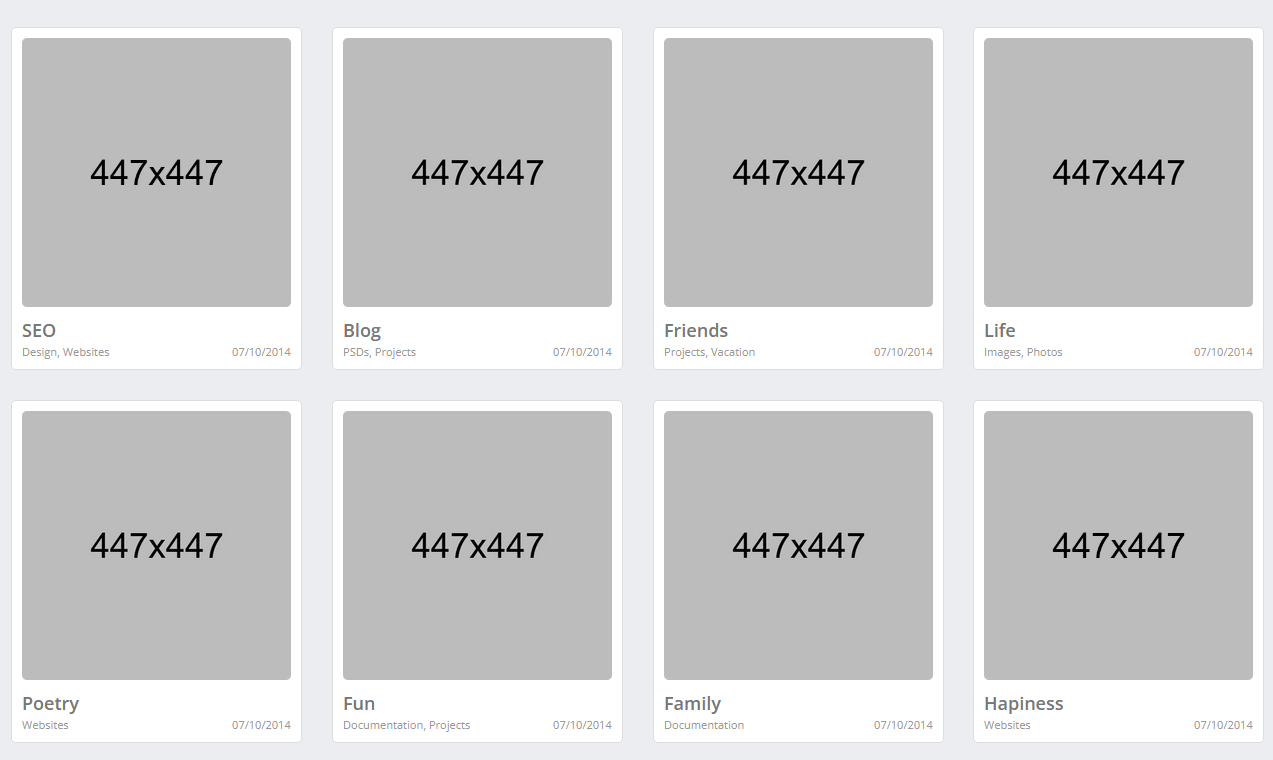 447x447
447x447
447x447
447x447
SEO
Design, Websites
07/10/2014
Blog
PSDs, Projects
07/10/2014
Friends
Projects, Vacation
07/10/2014
Life
Images, Photos
07/10/2014
447x447
447x447
447x447
447x447
Poetry
Websites
07/10/2014
Fun
Documentation, Projects
07/10/2014
Family
Documentation
07/10/2014
Hapiness
Websites
07/10/2014